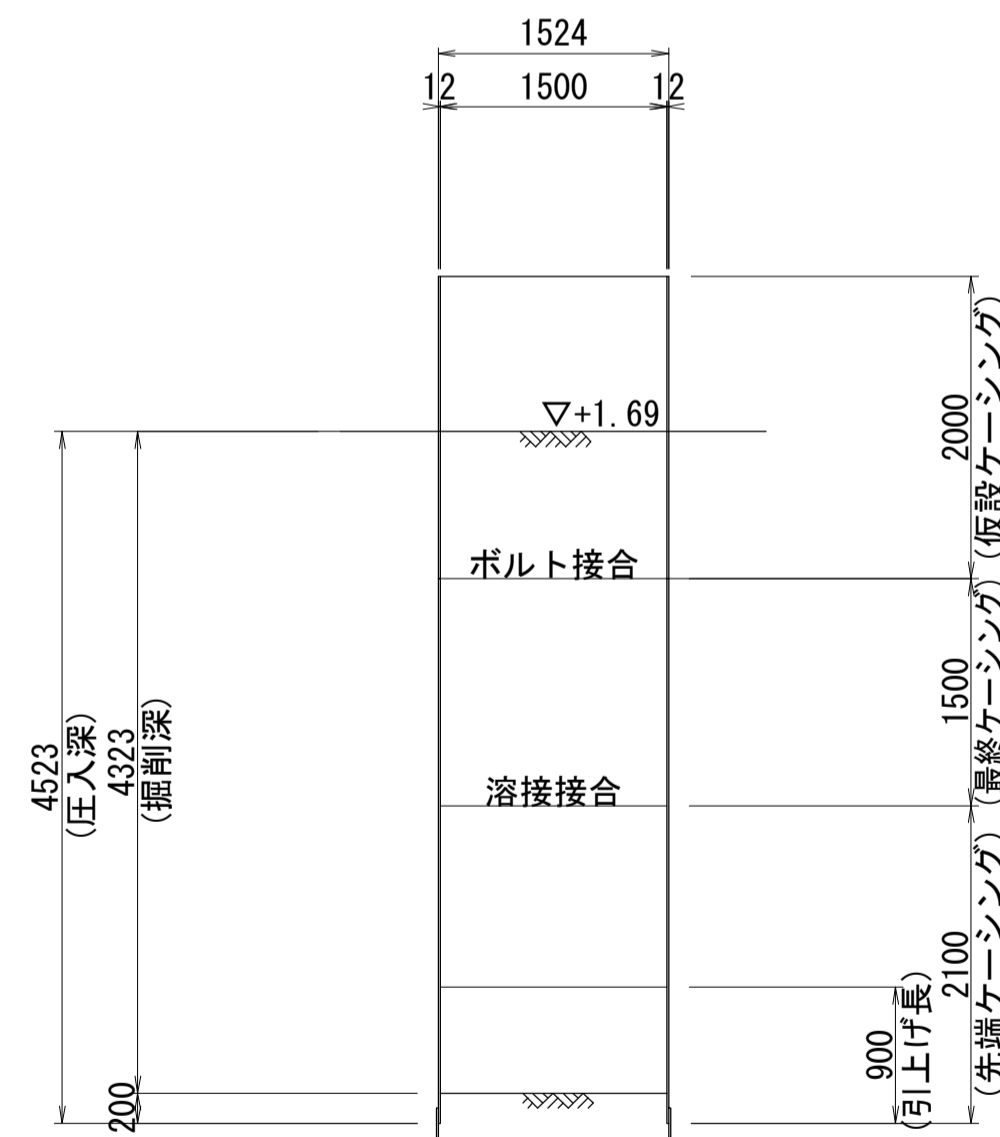 1524
12 1500 12
▽+1.69
2000
(仮設ケーシング)
ボルト接合
1500
(最終ケーシング)
4523
(圧入深)
4323
(掘削深)
溶接接合
2100
(先端ケーシング)
900
(引上げ長)
200